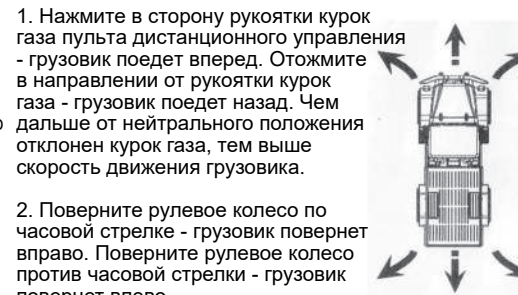 1. Нажмите в сторону рукоятки курок
газа пульта дистанционного управления
- грузовик поедет вперед. Отожмите
в направлении от рукоятки курок
газа - грузовик поедет назад. Чем
дальше от нейтрального положения
отклонен курок газа, тем выше
скорость движения грузовика.
2. Поверните рулевое колесо по
часовой стрелке - грузовик повернет
вправо. Поверните рулевое колесо
против часовой стрелки - грузовик
повернет влево